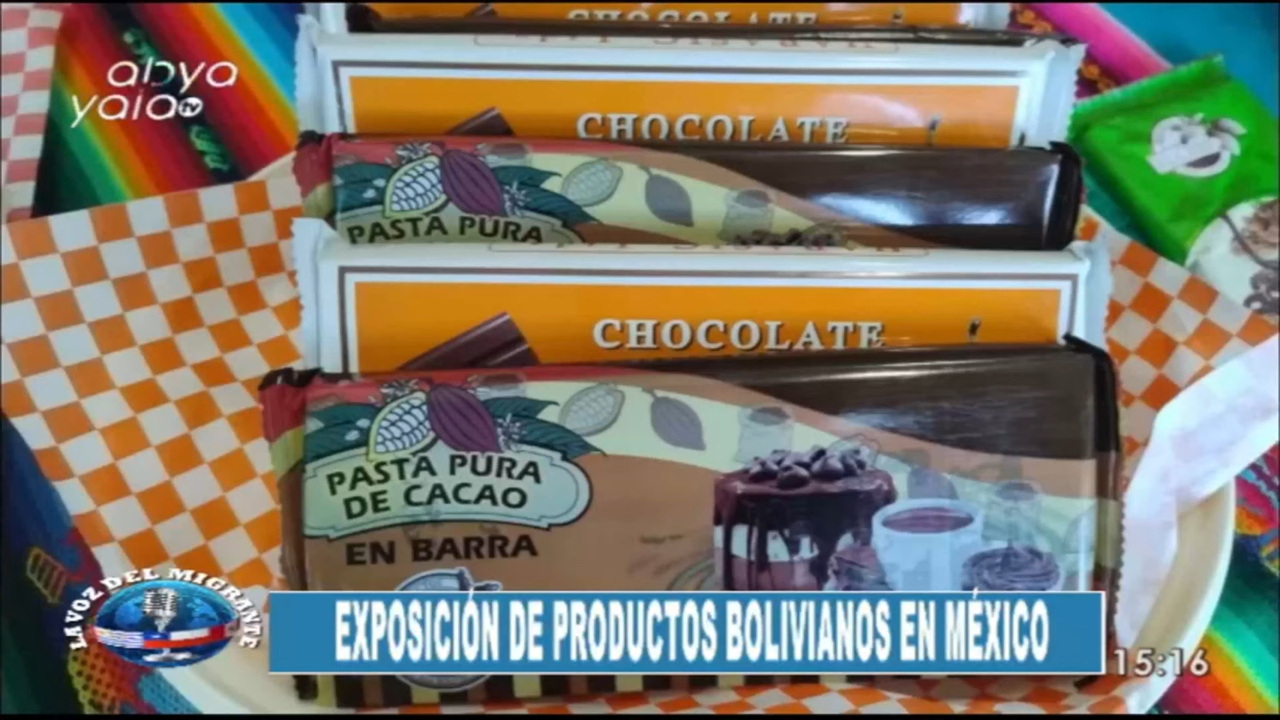 abya
yala tv
CHOCOLATE
CHOCOLATE
PASTA PURA
CHOCOLATE
PASTA PURA
DE CACAO
EN BARRA
LA VOZ DEL MIGRANTE
EXPOSICIÓN DE PRODUCTOS BOLIVIANOS EN MÉXICO
15:16